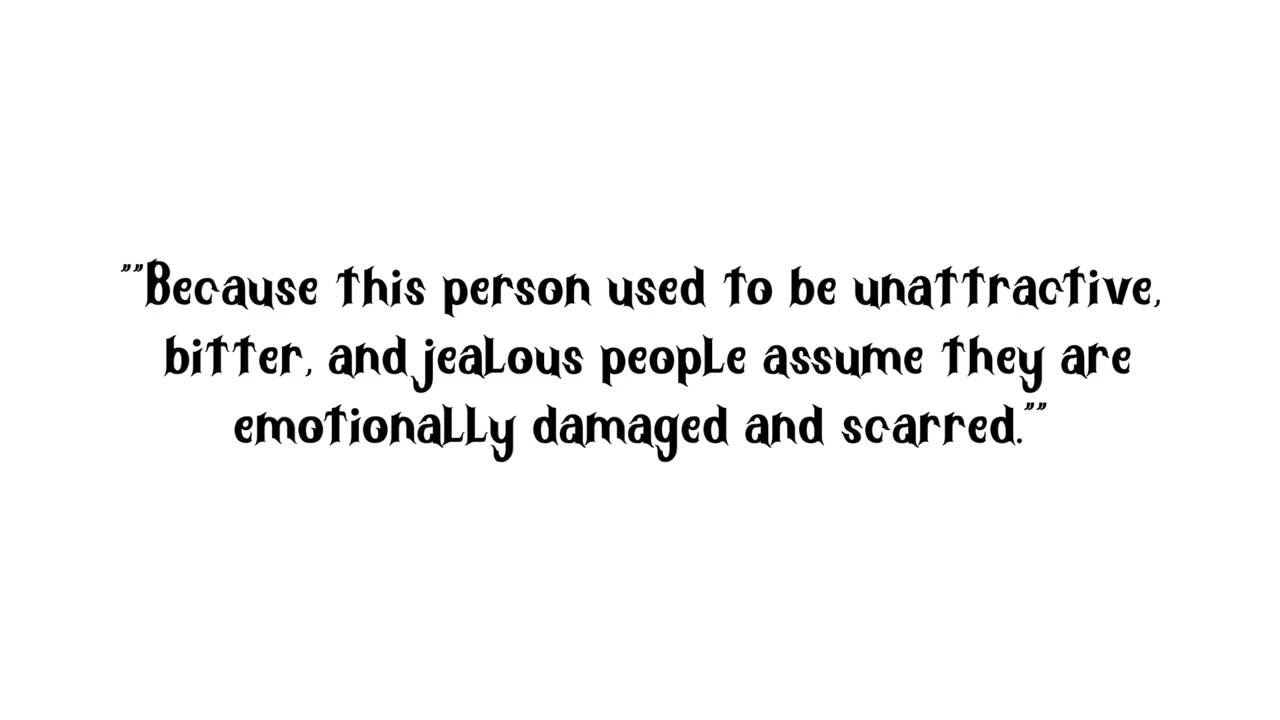 ""Because this person used to be unattractive,
bitter, and jealous people assume they are
emotionally damaged and scarred.""